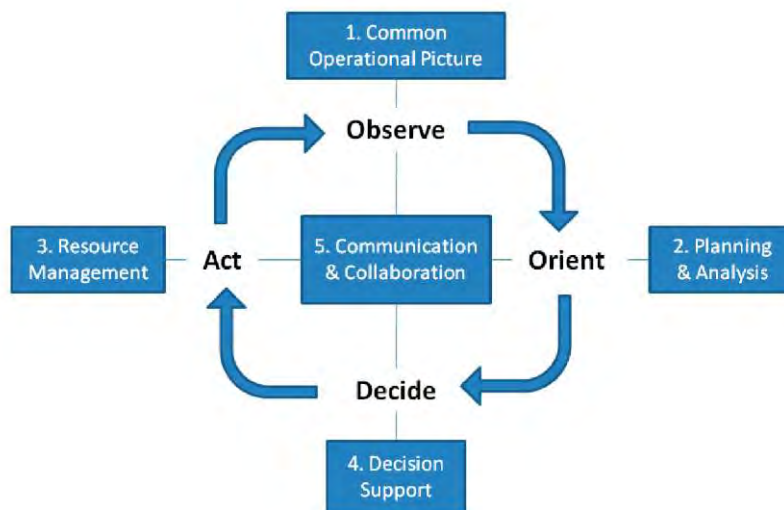 1. Common
Operational Picture
Observe
3. Resource
Management
Act
5. Communication
& Collaboration
Orient
2. Planning
& Analysis
Decide
4. Decision
Support